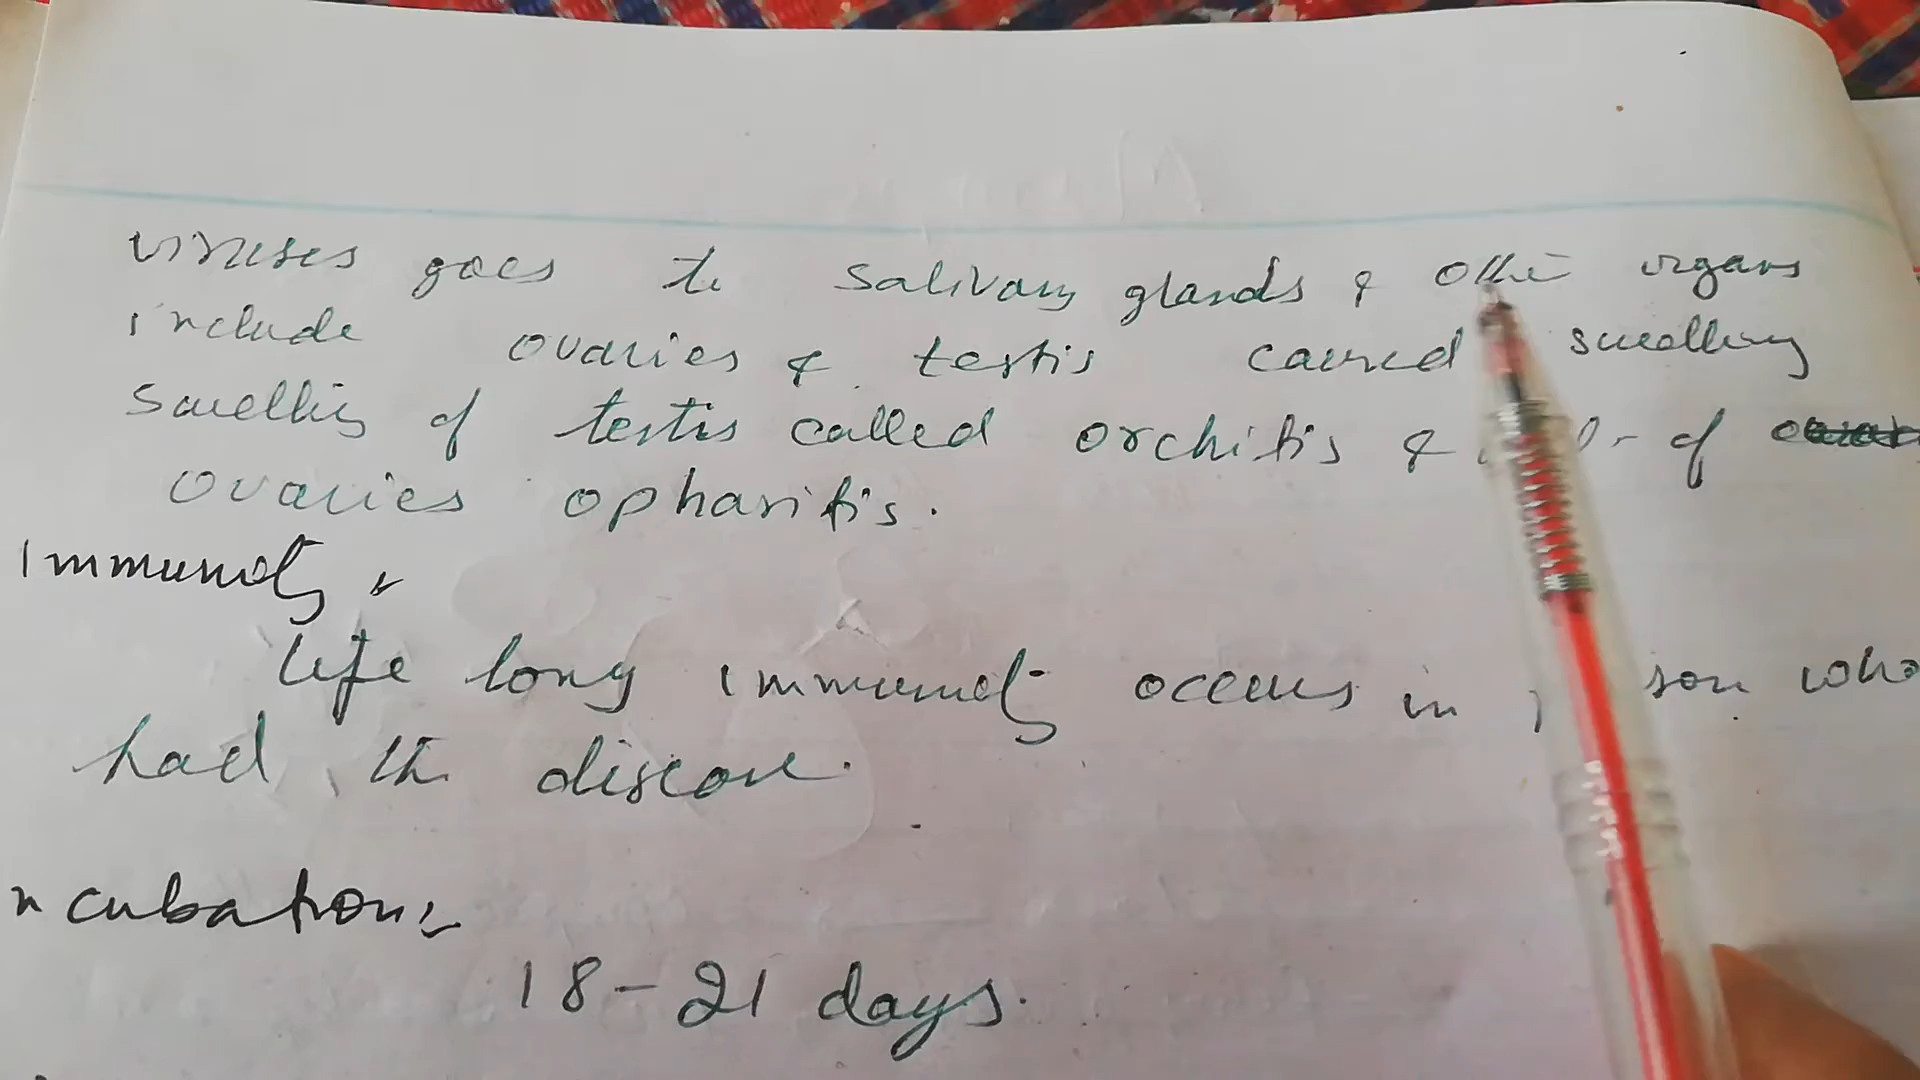 viruses goes to salivary glands & other organs
include ovaries & testis caused swelling
swelling of testis called orchitis & of
ovaries opharitis.
Immunity :-
Life long immunity occurs in son who
had the disease.
ncubation :-
18-21 days.